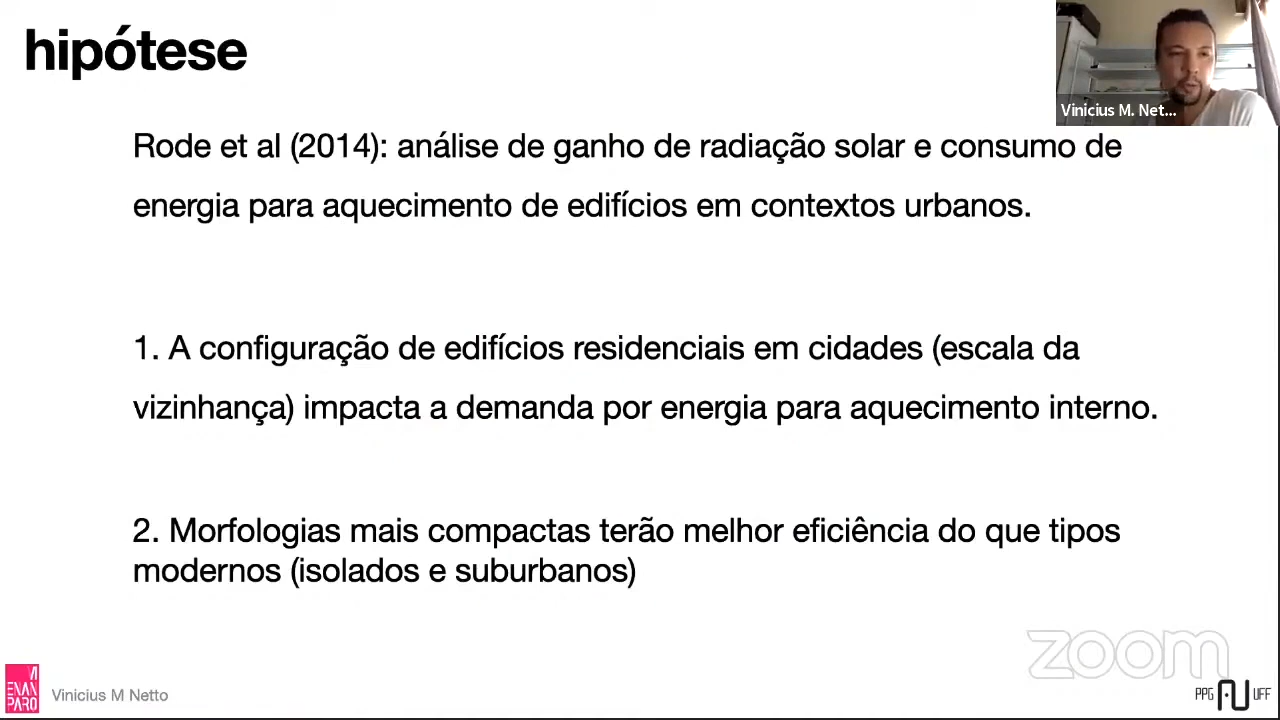 hipótese
Vinicius M. Net...
Rode et al (2014): análise de ganho de radiação solar e consumo de
energia para aquecimento de edifícios em contextos urbanos.
1. A configuração de edifícios residenciais em cidades (escala da
vizinhança) impacta a demanda por energia para aquecimento interno.
2. Morfologias mais compactas terão melhor eficiência do que tipos
modernos (isolados e suburbanos)
zoom
ENAN
PARQ
Vinicius M Netto
PPG AU UFF